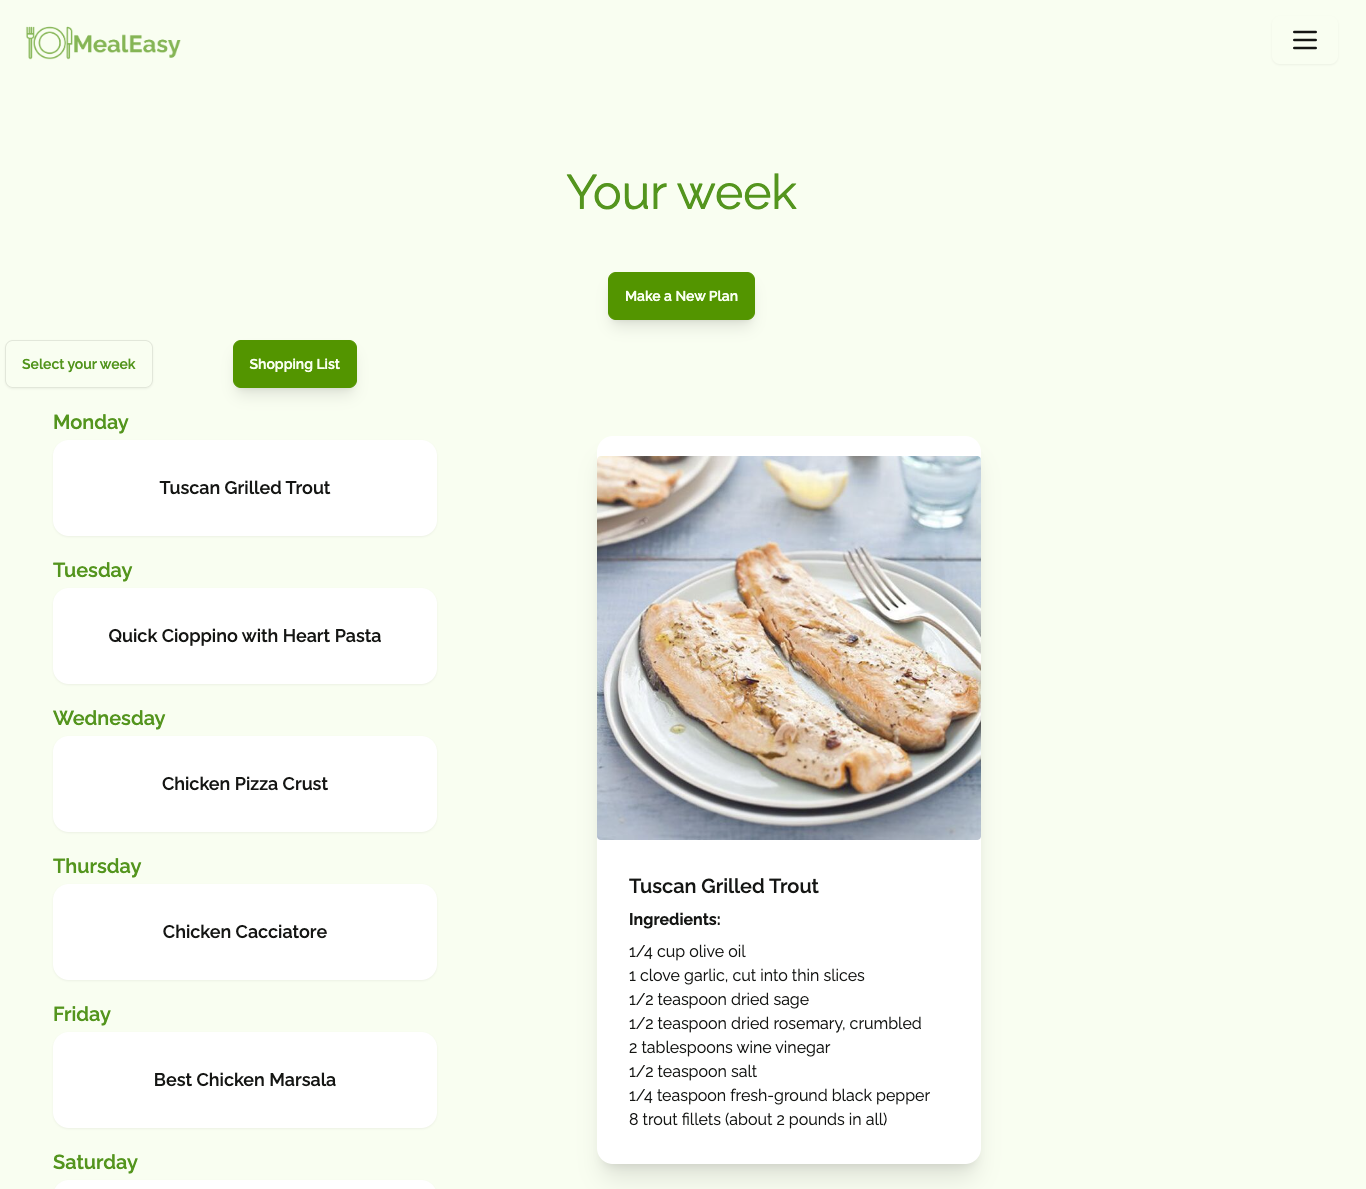 MealEasy
Your week
Make a New Plan
Select your week
Shopping List
Monday
Tuscan Grilled Trout
Tuesday
Quick Cioppino with Heart Pasta
Wednesday
Chicken Pizza Crust
Thursday
Chicken Cacciatore
Friday
Best Chicken Marsala
Saturday
Tuscan Grilled Trout
Ingredients:
1/4 cup olive oil
1 clove garlic, cut into thin slices
1/2 teaspoon dried sage
1/2 teaspoon dried rosemary, crumbled
2 tablespoons wine vinegar
1/2 teaspoon salt
1/4 teaspoon fresh-ground black pepper
8 trout fillets (about 2 pounds in all)